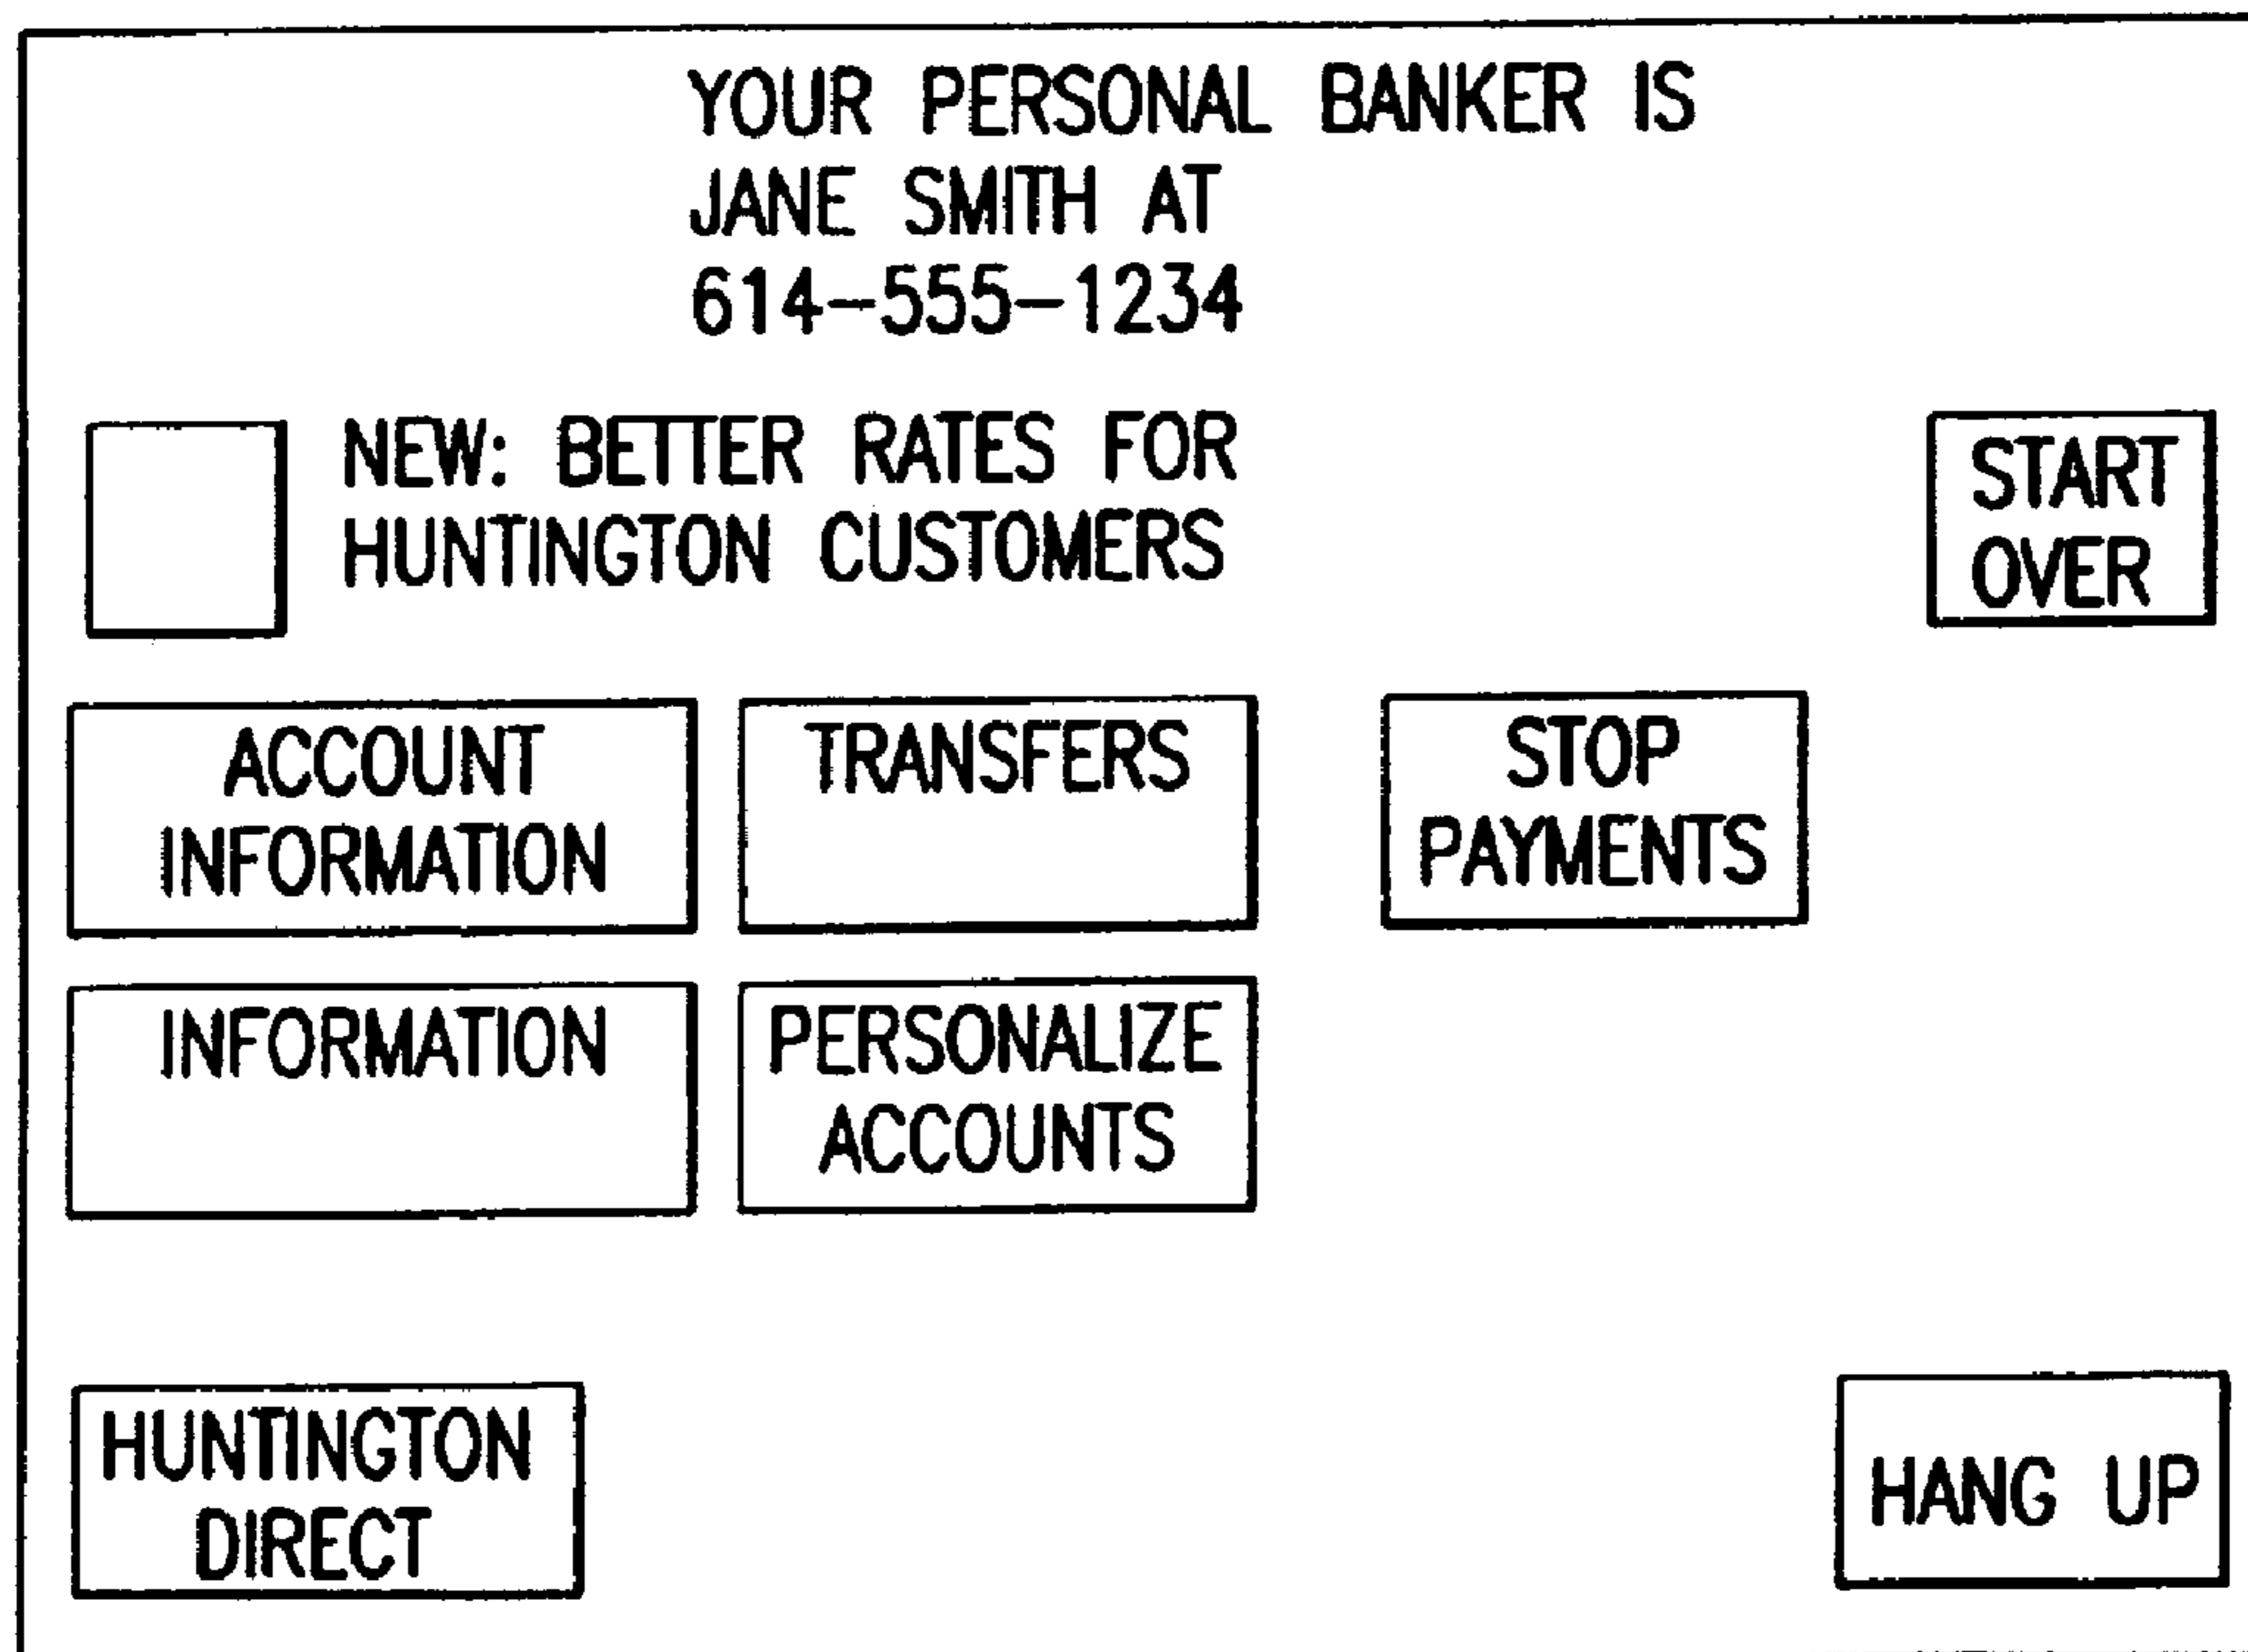 YOUR PERSONAL BANKER IS
JANE SMITH AT
614-555-1234
NEW: BETTER RATES FOR
HUNTINGTON CUSTOMERS
START
OVER
ACCOUNT
INFORMATION
TRANSFERS
STOP
PAYMENTS
INFORMATION
PERSONALIZE
ACCOUNTS
HUNTINGTON
DIRECT
HANG UP